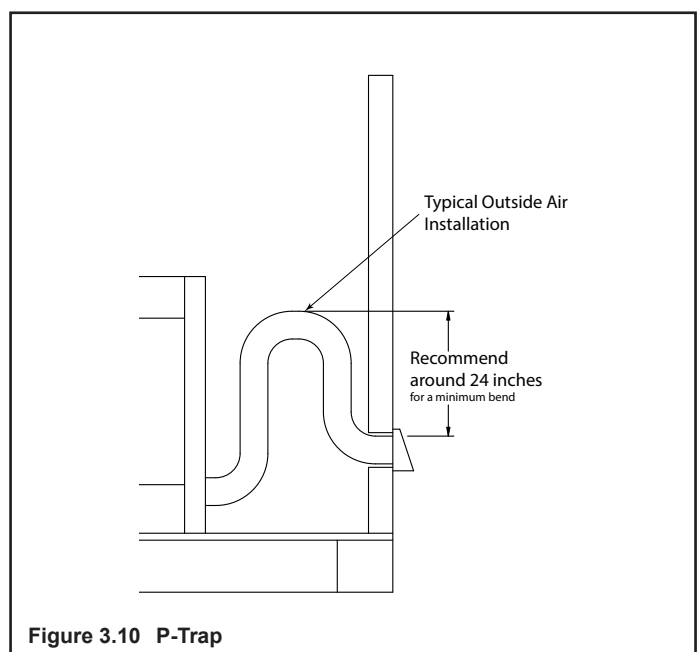 Typical Outside Air
Installation
Recommend
around 24 inches
for a minimum bend
Figure 3.10 P-Trap